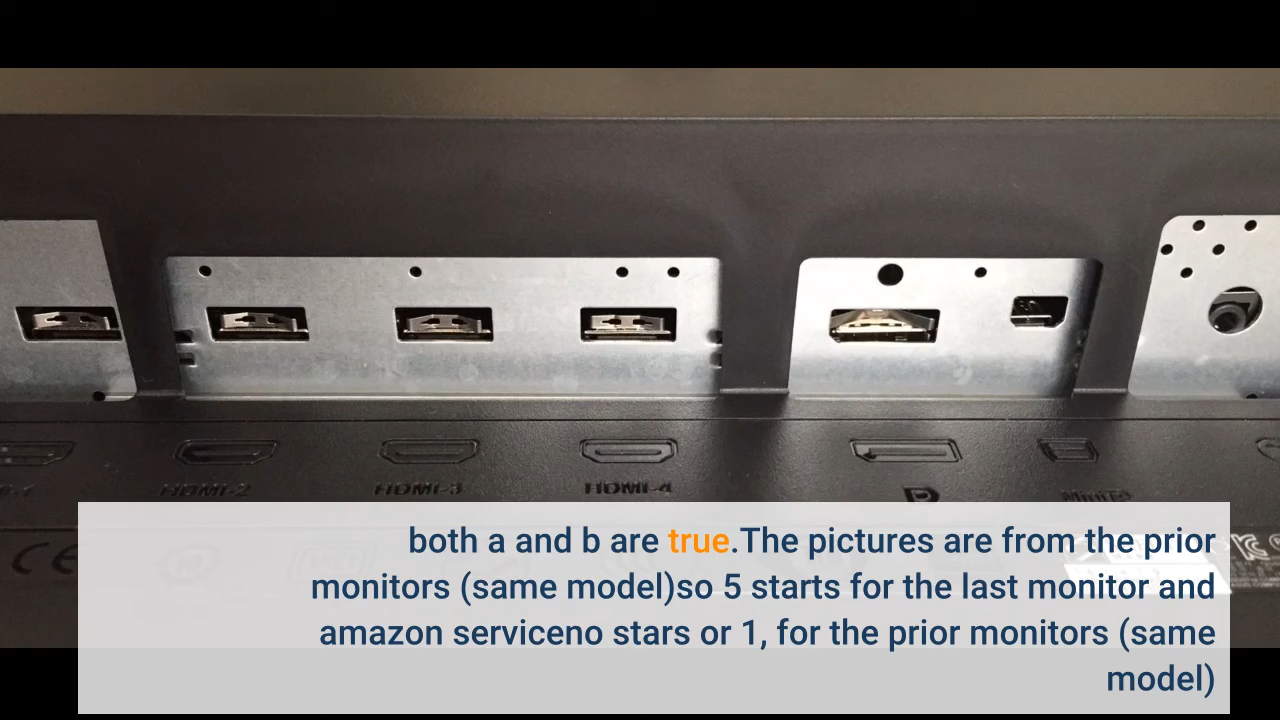 HDMI-2
HDMI-3
HDMI-4
both a and b are true.The pictures are from the prior
monitors (same model)so 5 starts for the last monitor and
amazon serviceno stars or 1, for the prior monitors (same
model)